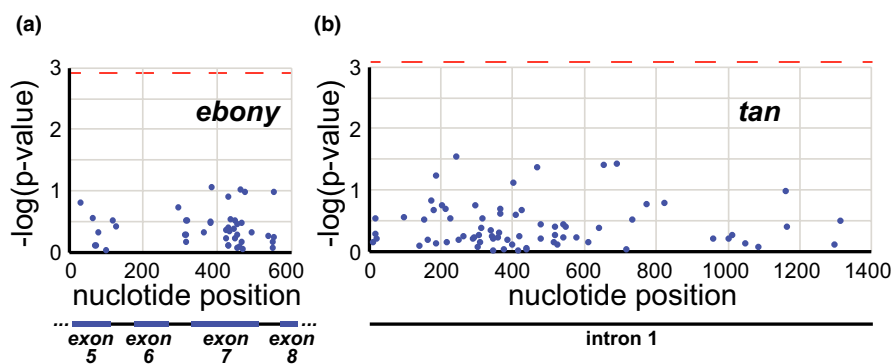 (a)
-log(p-value)
3
2
1
0
ebony
0 200 400 600
nuclotide position
... exon 5 exon 6 exon 7 exon 8 ...
(b)
-log(p-value)
3
2
1
0
tan
0 200 400 600 800 1000 1200 1400
nuclotide position
intron 1